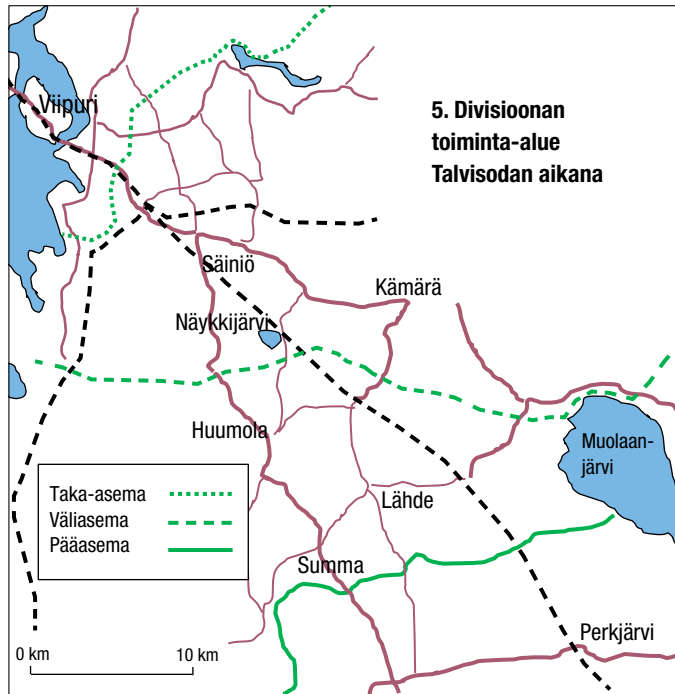 Viipuri
5. Divisioonan
toiminta-alue
Talvisodan aikana
Säiniö
Kämärä
Näykkijärvi
Huumola
Muolaan-
järvi
Taka-asema
Väliasema
Pääasema
Lähde
Summa
Perkjärvi
0 km
10 km